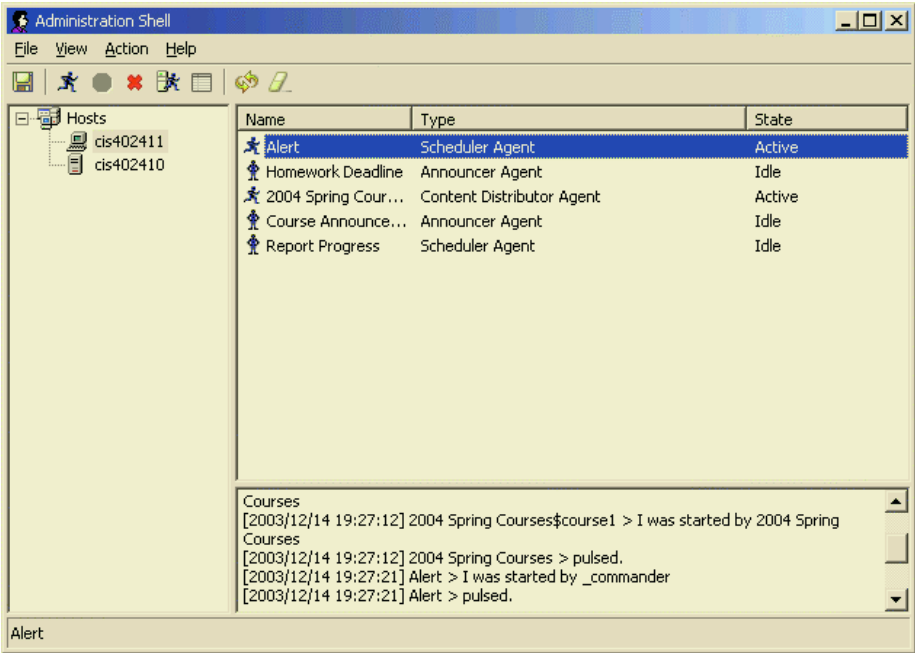 Administration Shell
File View Action Help
Hosts
cis402411
cis402410
Name Type State
Alert Scheduler Agent Active
Homework Deadline Announcer Agent Idle
2004 Spring Cour... Content Distributor Agent Active
Course Announce... Announcer Agent Idle
Report Progress Scheduler Agent Idle
Courses
[2003/12/14 19:27:12] 2004 Spring Courses$course1 > I was started by 2004 Spring
Courses
[2003/12/14 19:27:12] 2004 Spring Courses > pulsed.
[2003/12/14 19:27:21] Alert > I was started by _commander
[2003/12/14 19:27:21] Alert > pulsed.
Alert